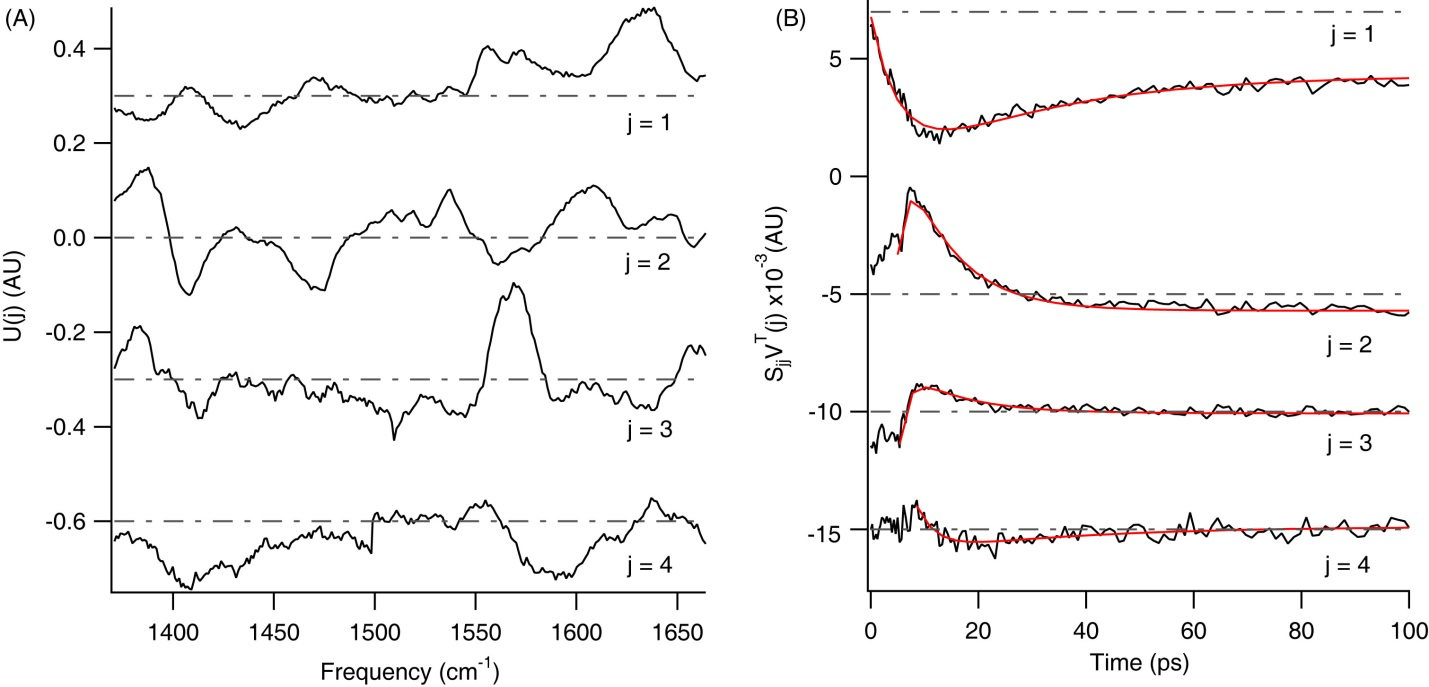 (A)
0.4
0.2
0.0
-0.2
-0.4
-0.6
U(j) (AU)
j = 1
j = 2
j = 3
j = 4
1400 1450 1500 1550 1600 1650
Frequency (cm⁻¹)
(B)
5
0
-5
-10
-15
SⱼⱼVᵀ(j) x10⁻³(AU)
j = 1
j = 2
j = 3
j = 4
0 20 40 60 80 100
Time (ps)